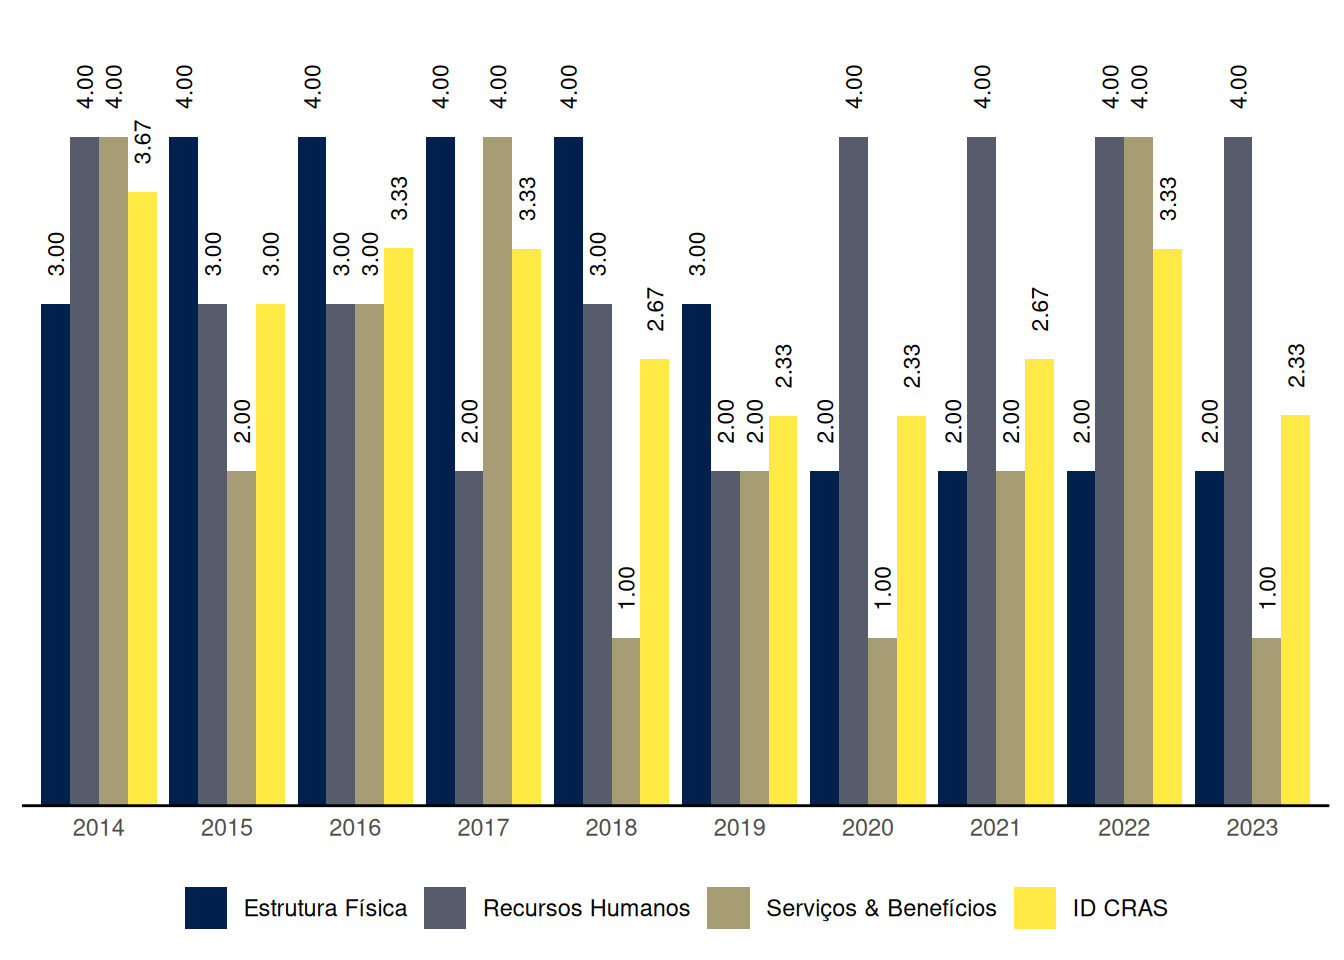 4.00 4.00 4.00 4.00 4.00 4.00 4.00 4.00 4.00 4.00 4.00 4.00
3.67
3.33 3.33 3.33
3.00 3.00 3.00 3.00 3.00 3.00 3.00
2.67 2.67
2.33 2.33 2.33
2.00 2.00 2.00 2.00 2.00 2.00 2.00 2.00 2.00
1.00 1.00 1.00
2014 2015 2016 2017 2018 2019 2020 2021 2022 2023
Estrutura Física Recursos Humanos Serviços & Benefícios ID CRAS